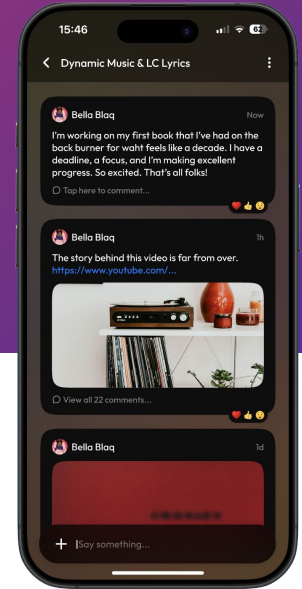 15:46
62
Dynamic Music & LC Lyrics
Bella Blaq
Now
I'm working on my first book that I've had on the
back burner for waht feels like a decade. I have a
deadline, a focus, and I'm making excellent
progress. So excited. That's all folks!
Tap here to comment...
Bella Blaq
1h
The story behind this video is far from over.
https://www.youtube.com/...
View all 22 comments...
Bella Blaq
1d
Say something...